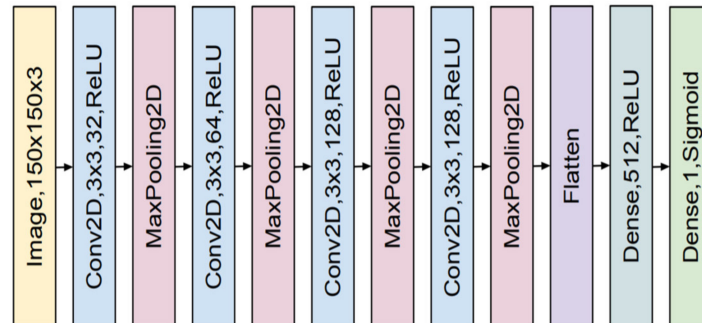 Image,150x150x3
Conv2D,3x3,32,ReLU
MaxPooling2D
Conv2D,3x3,64,ReLU
MaxPooling2D
Conv2D,3x3,128,ReLU
MaxPooling2D
Conv2D,3x3,128,ReLU
MaxPooling2D
Flatten
Dense,512,ReLU
Dense,1,Sigmoid